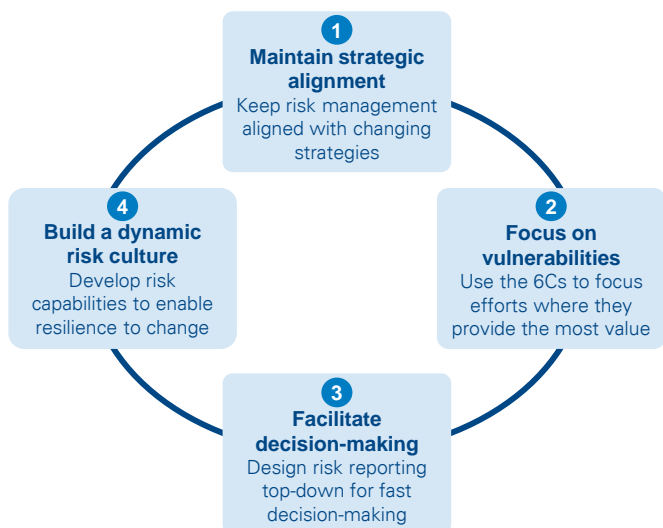 1
Maintain strategic
alignment
Keep risk management
aligned with changing
strategies
2
Focus on
vulnerabilities
Use the 6Cs to focus
efforts where they
provide the most value
3
Facilitate
decision-making
Design risk reporting
top-down for fast
decision-making
4
Build a dynamic
risk culture
Develop risk
capabilities to enable
resilience to change